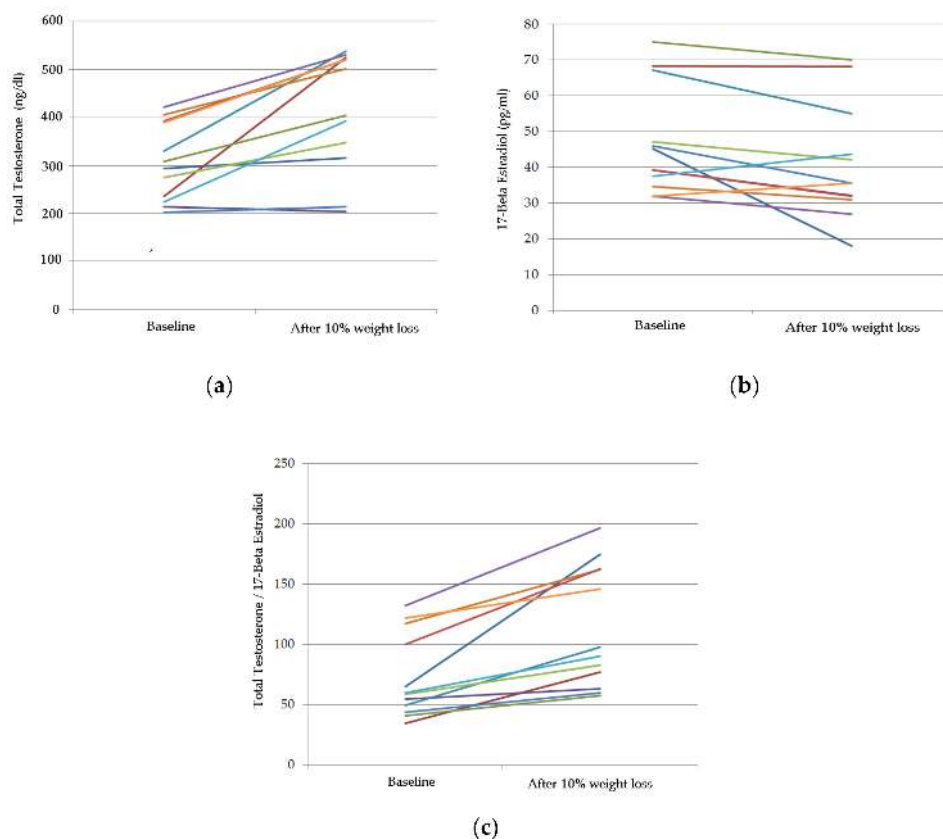 600
500
400
300
200
100
0
Total Testosterone (ng/dl)
Baseline
After 10% weight loss
(a)
80
70
60
50
40
30
20
10
0
17-Beta Estradiol (pg/ml)
Baseline
After 10% weight loss
(b)
250
200
150
100
50
0
Total Testosterone / 17-Beta Estradiol
Baseline
After 10% weight loss
(c)